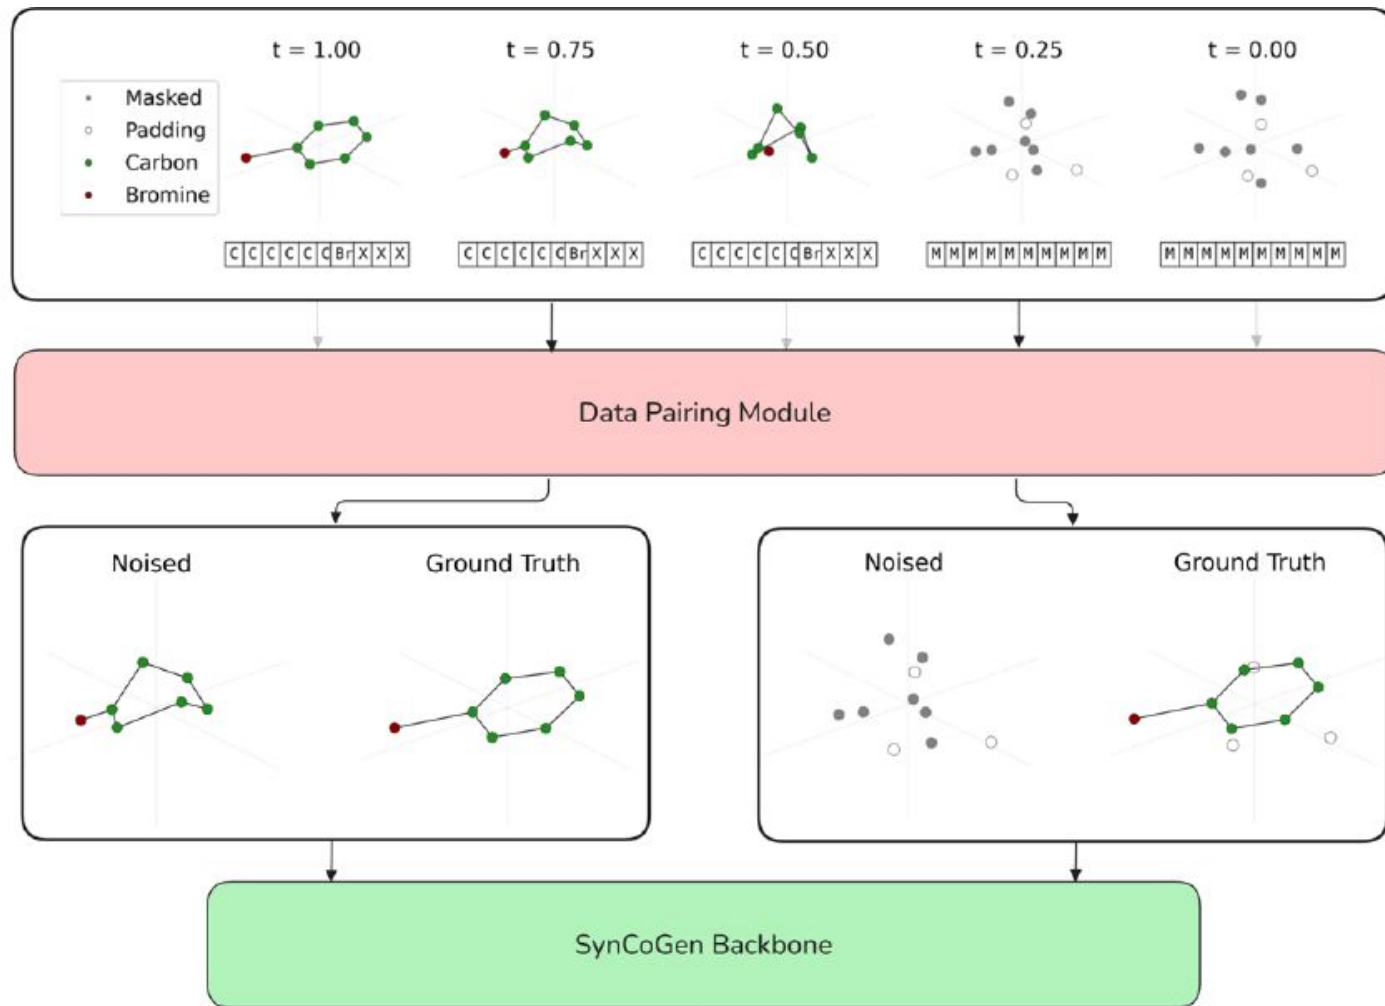 t = 1.00 t = 0.75 t = 0.50 t = 0.25 t = 0.00
Masked
Padding
Carbon
Bromine
C C C C C C Br X X X
C C C C C C Br X X X
C C C C C C Br X X X
M M M M M M M M M M
M M M M M M M M M M
Data Pairing Module
Noised Ground Truth
Noised Ground Truth
SynCoGen Backbone